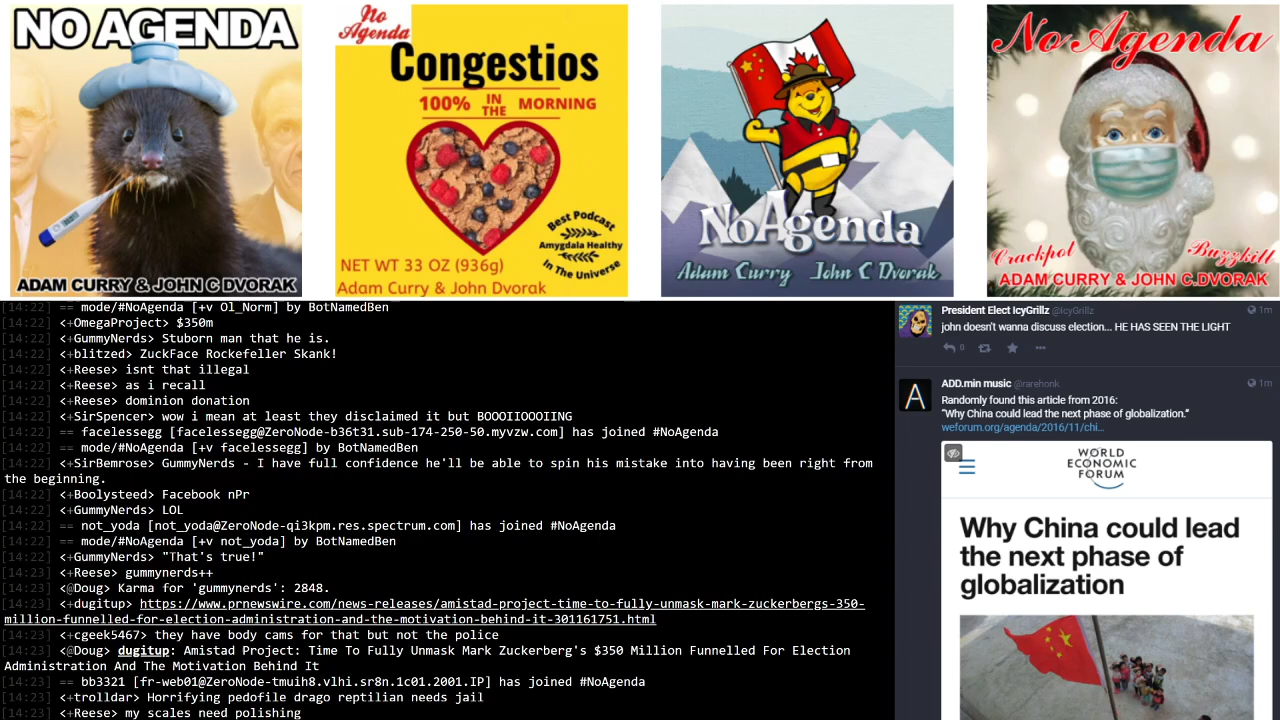 NO AGENDA
ADAM CURRY & JOHN C DVORAK
No
Agenda
Congestios
100% IN THE MORNING
Best Podcast
Amygdala Healthy
In The Universe
NET WT 33 OZ (936g)
Adam Curry & John Dvorak
NoAgenda
Adam Curry John C Dvorak
No Agenda
Crackpot Buzzkill
ADAM CURRY & JOHN C.DVORAK
[14:22] == mode/#NoAgenda [+v Ol_Norm] by BotNamedBen
[14:22] <+OmegaProject> $350m
[14:22] <+GummyNerds> Stuborn man that he is.
[14:22] <+blitzed> ZuckFace Rockefeller Skank!
[14:22] <+Reese> isnt that illegal
[14:22] <+Reese> as i recall
[14:22] <+Reese> dominion donation
[14:22] <+SirSpencer> wow i mean at least they disclaimed it but BOOOIIOOOIING
[14:22] == facelessegg [facelessegg@ZeroNode-b36t31.sub-174-250-50.myvzw.com] has joined #NoAgenda
[14:22] == mode/#NoAgenda [+v facelessegg] by BotNamedBen
[14:22] <+SirBemrose> GummyNerds - I have full confidence he'll be able to spin his mistake into having been right from
the beginning.
[14:22] <+Boolysteed> Facebook nPr
[14:22] <+GummyNerds> LOL
[14:22] == not_yoda [not_yoda@ZeroNode-qi3kpm.res.spectrum.com] has joined #NoAgenda
[14:22] == mode/#NoAgenda [+v not_yoda] by BotNamedBen
[14:22] <+GummyNerds> "That's true!"
[14:23] <+Reese> gummynerds++
[14:23] <@Doug> Karma for 'gummynerds': 2848.
[14:23] <+dugitup> https://www.prnewswire.com/news-releases/amistad-project-time-to-fully-unmask-mark-zuckerbergs-350-
million-funnelled-for-election-administration-and-the-motivation-behind-it-301161751.html
[14:23] <+cgeek5467> they have body cams for that but not the police
[14:23] <@Doug> dugitup: Amistad Project: Time To Fully Unmask Mark Zuckerberg's $350 Million Funnelled For Election
Administration And The Motivation Behind It
[14:23] == bb3321 [fr-web01@ZeroNode-tmuih8.vlhi.sr8n.1c01.2001.IP] has joined #NoAgenda
[14:23] <+trolldar> Horrifying pedofile drago reptilian needs jail
[14:23] <+Reese> my scales need polishing
President Elect IcyGrillz @IcyGrillz 1m
john doesn't wanna discuss election... HE HAS SEEN THE LIGHT
0
ADD.min music @rarehonk 1m
Randomly found this article from 2016:
"Why China could lead the next phase of globalization."
weforum.org/agenda/2016/11/chi…
WORLD
ECONOMIC
FORUM
Why China could lead
the next phase of
globalization